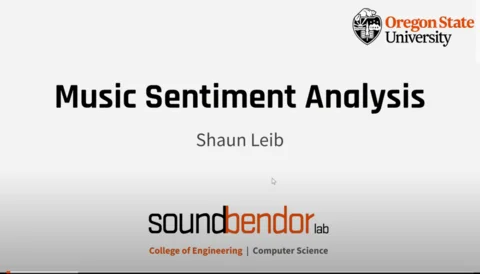 Oregon State
University
Music Sentiment Analysis
Shaun Leib
soundbendor lab
College of Engineering | Computer Science